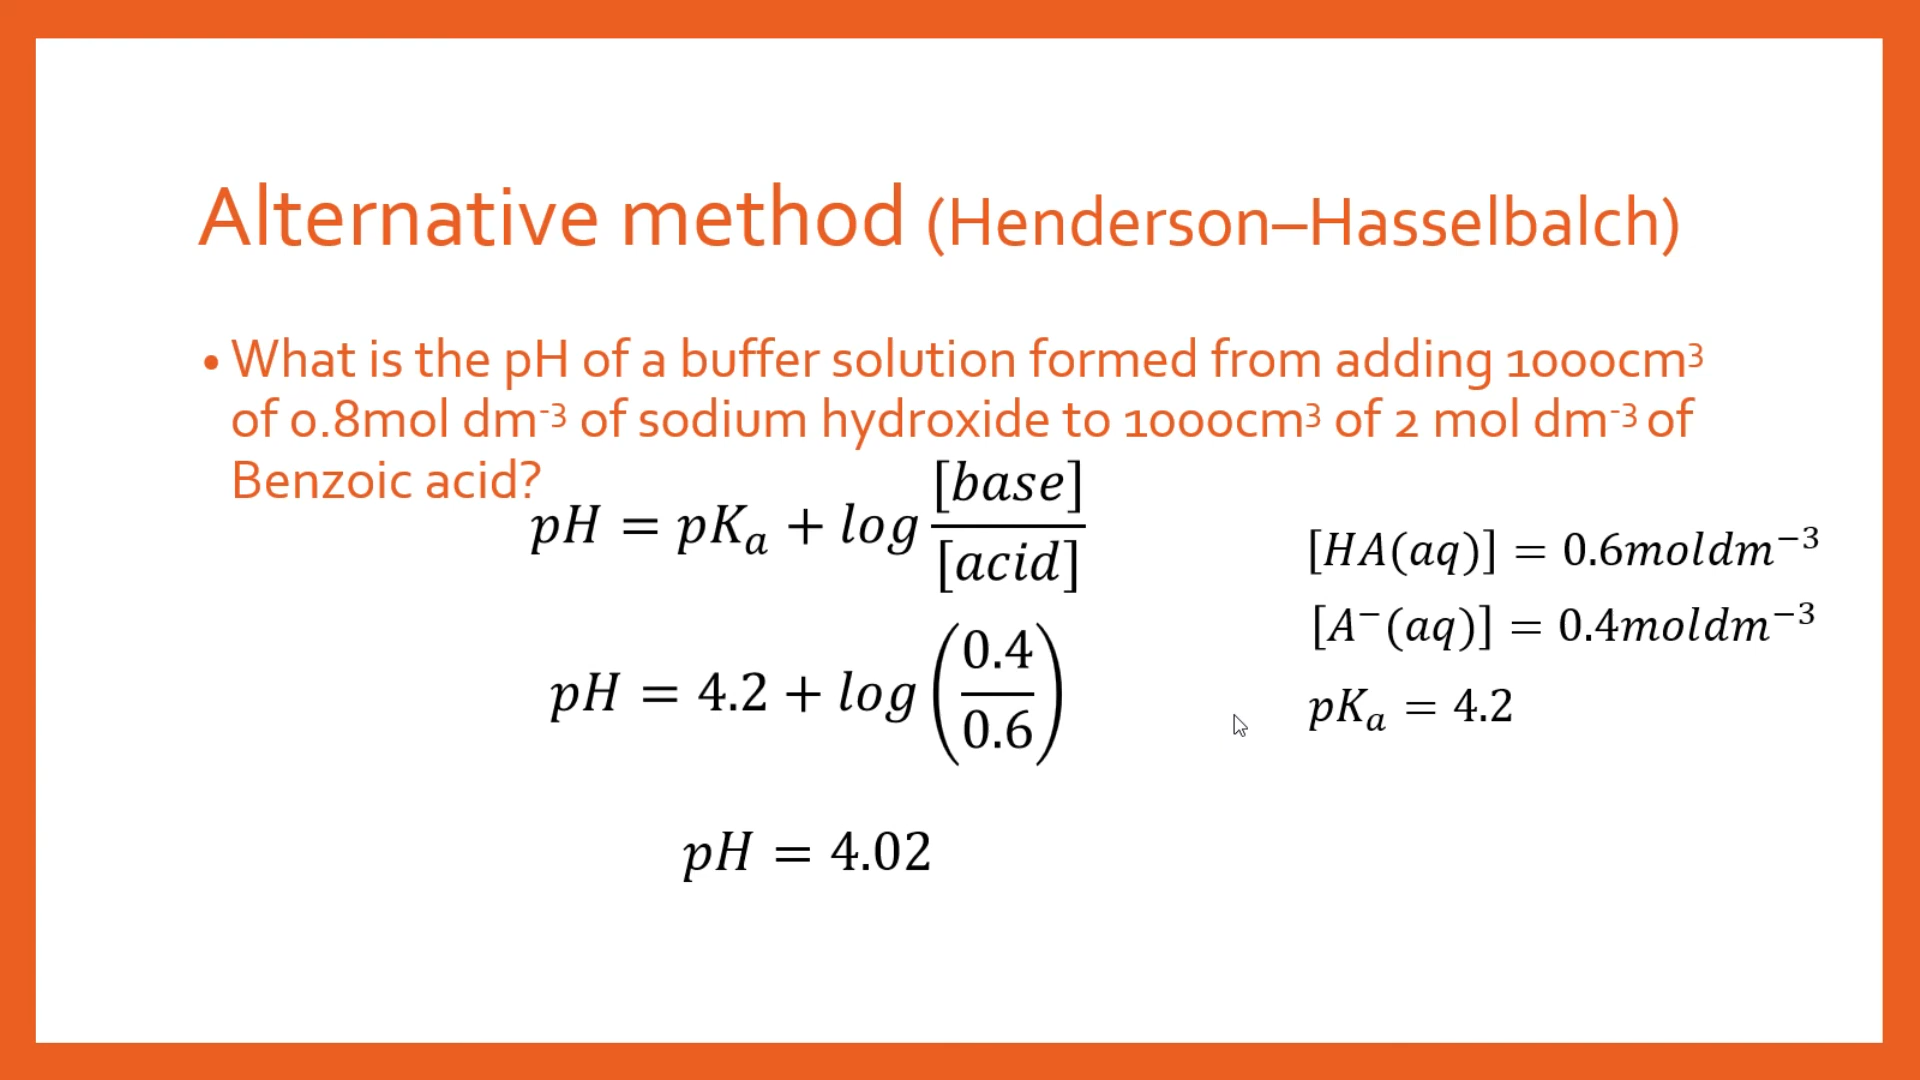 Alternative method (Henderson–Hasselbalch)
• What is the pH of a buffer solution formed from adding 1000cm³
of 0.8mol dm⁻³ of sodium hydroxide to 1000cm³ of 2 mol dm⁻³ of
Benzoic acid?
pH = pKₐ + log [base]/[acid]
pH = 4.2 + log (0.4/0.6)
pH = 4.02
[HA(aq)] = 0.6moldm⁻³
[A⁻(aq)] = 0.4moldm⁻³
pKₐ = 4.2